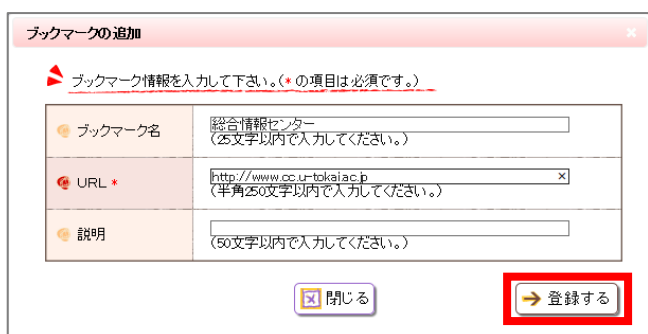 ブックマークの追加
ブックマーク情報を入力して下さい。(*の項目は必須です。)
ブックマーク名
総合情報センター
(25文字以内で入力してください。)
URL *
http://www.cc.u-tokai.ac.jp
(半角250文字以内で入力してください。)
説明
(50文字以内で入力してください。)
閉じる
登録する